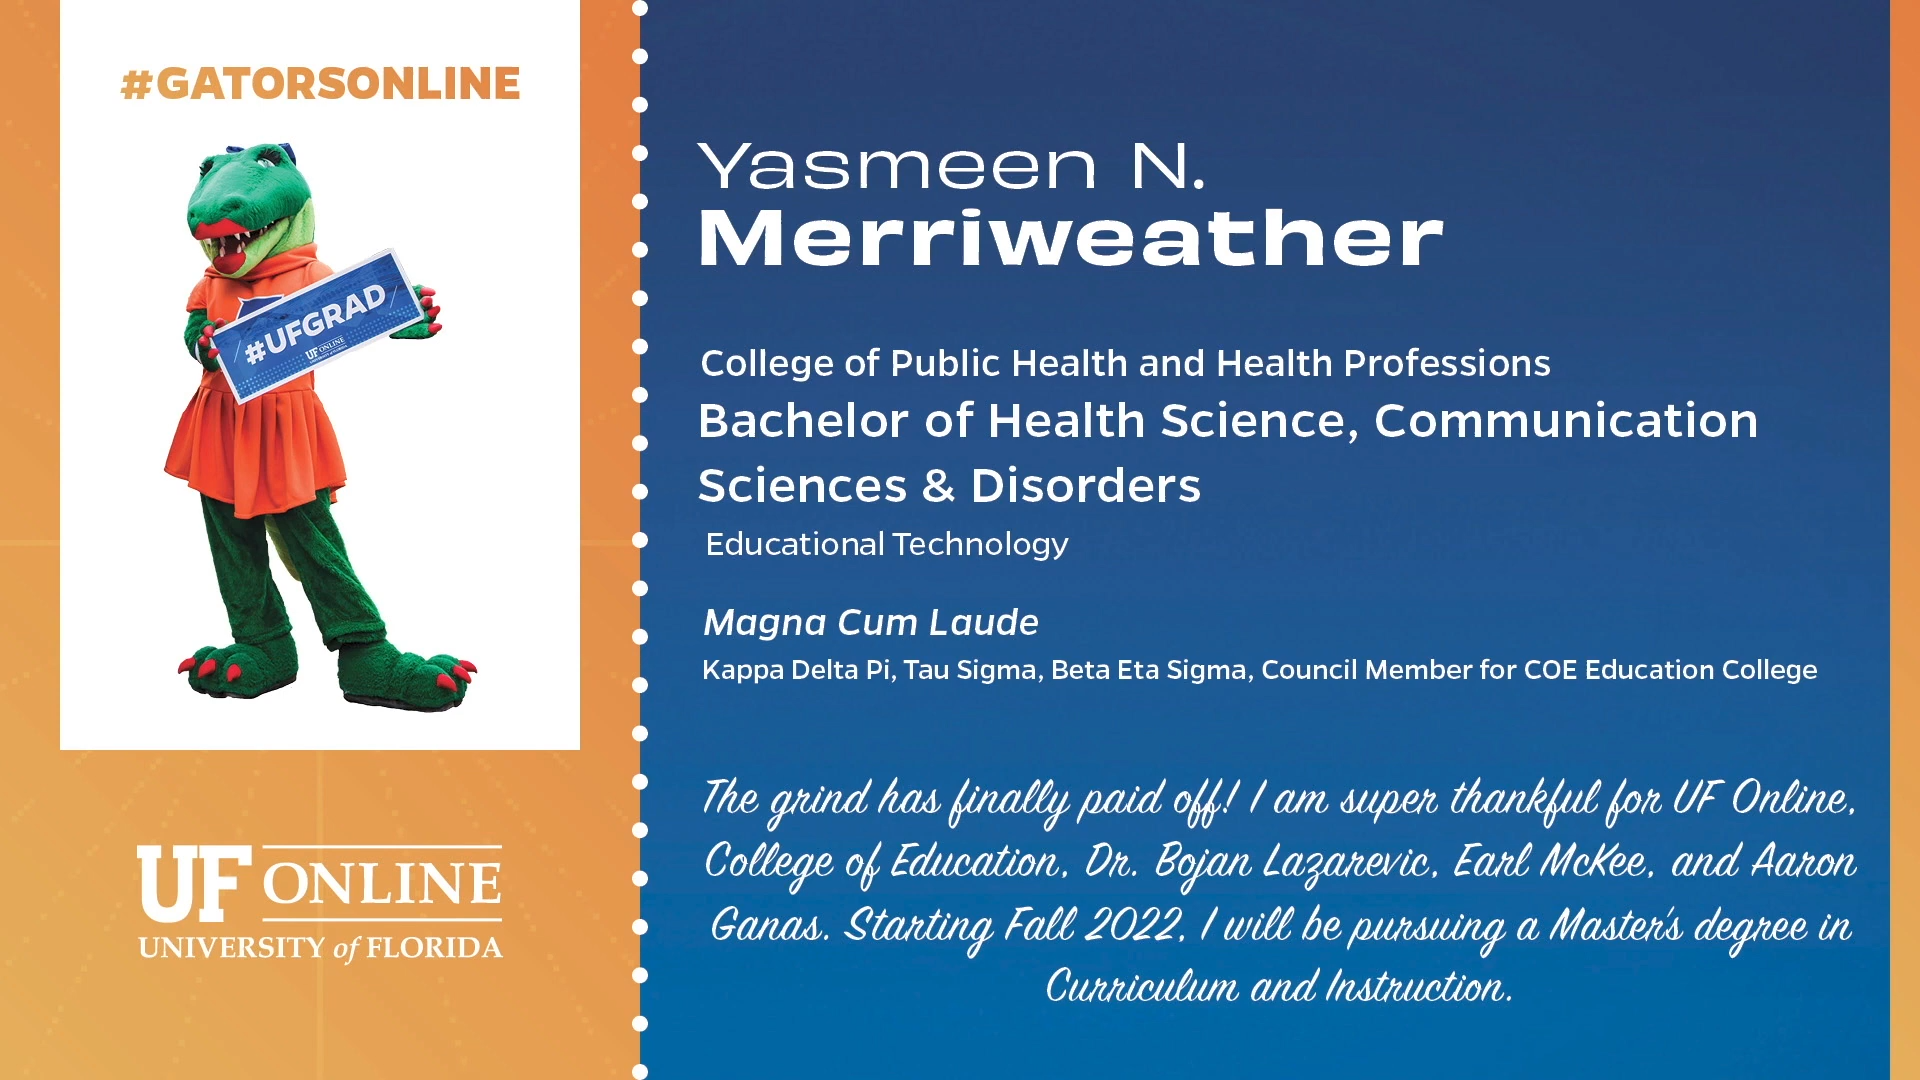 #GATORSONLINE
#UFGRAD
UF ONLINE
UF ONLINE
UNIVERSITY of FLORIDA
Yasmeen N.
Merriweather
College of Public Health and Health Professions
Bachelor of Health Science, Communication
Sciences & Disorders
Educational Technology
Magna Cum Laude
Kappa Delta Pi, Tau Sigma, Beta Eta Sigma, Council Member for COE Education College
The grind has finally paid off! I am super thankful for UF Online,
College of Education, Dr. Bojan Lazarevic, Earl McKee, and Aaron
Ganas. Starting Fall 2022, I will be pursuing a Master's degree in
Curriculum and Instruction.